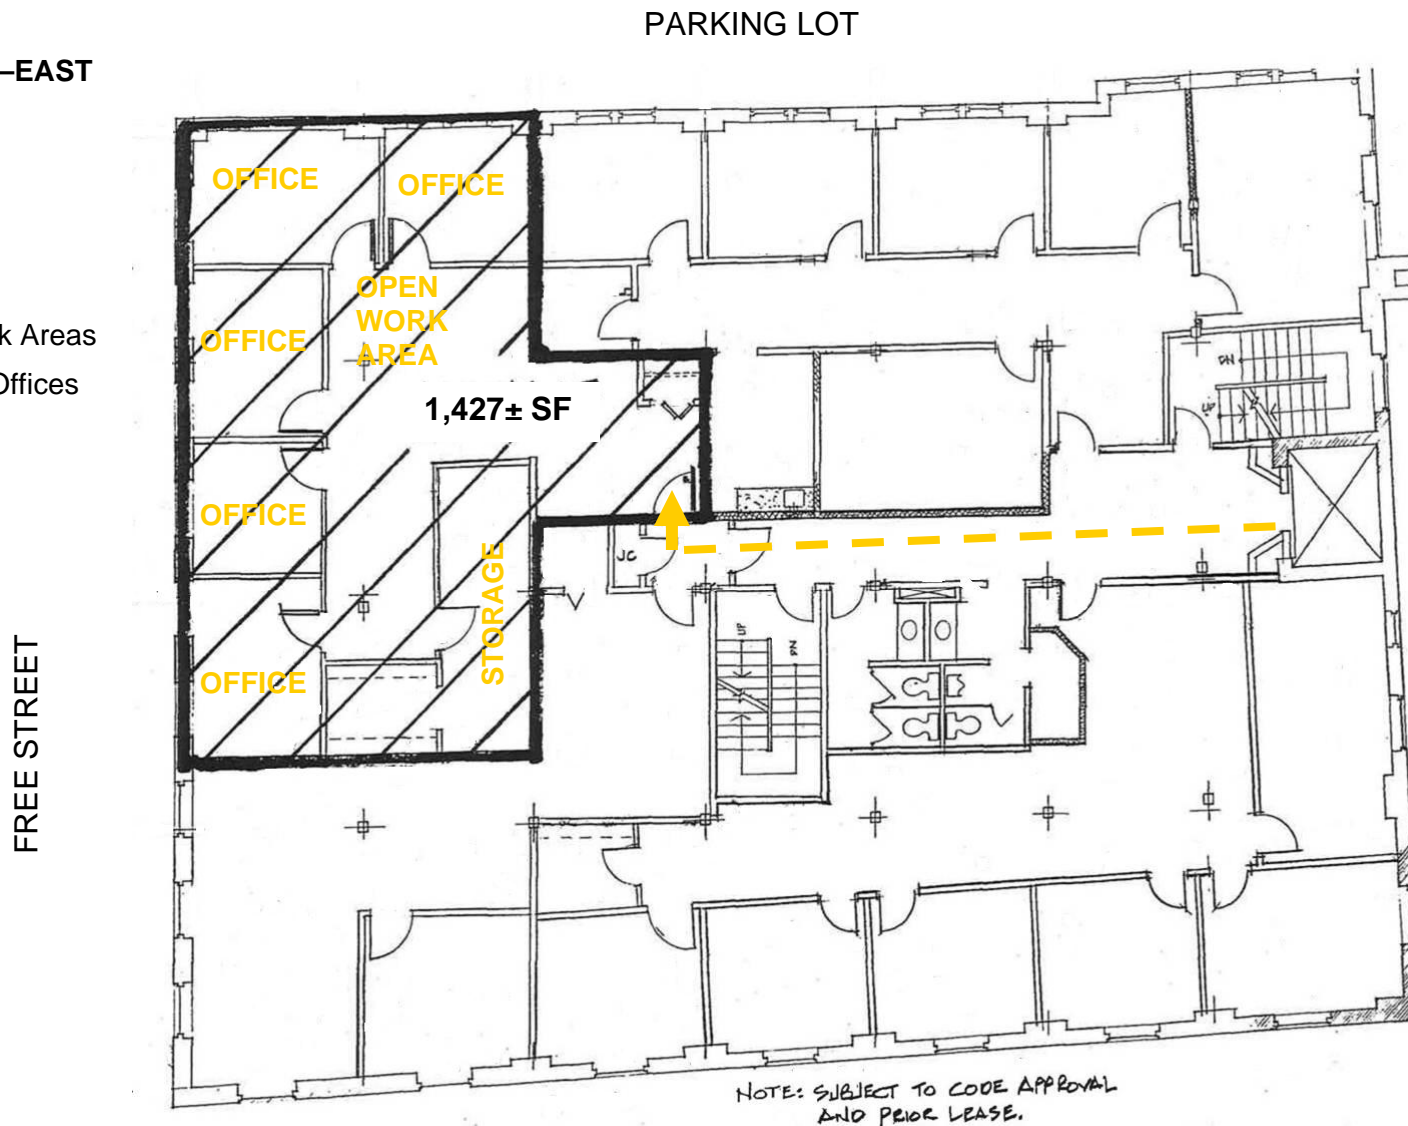 PARKING LOT
–EAST
OFFICE
OFFICE
OPEN
WORK
AREA
OFFICE
k Areas
Offices
DN
UP
1,427± SF
OFFICE
JC
STORAGE
UP
DN
OFFICE
FREE STREET
NOTE: SUBJECT TO CODE APPROVAL
AND PRIOR LEASE.